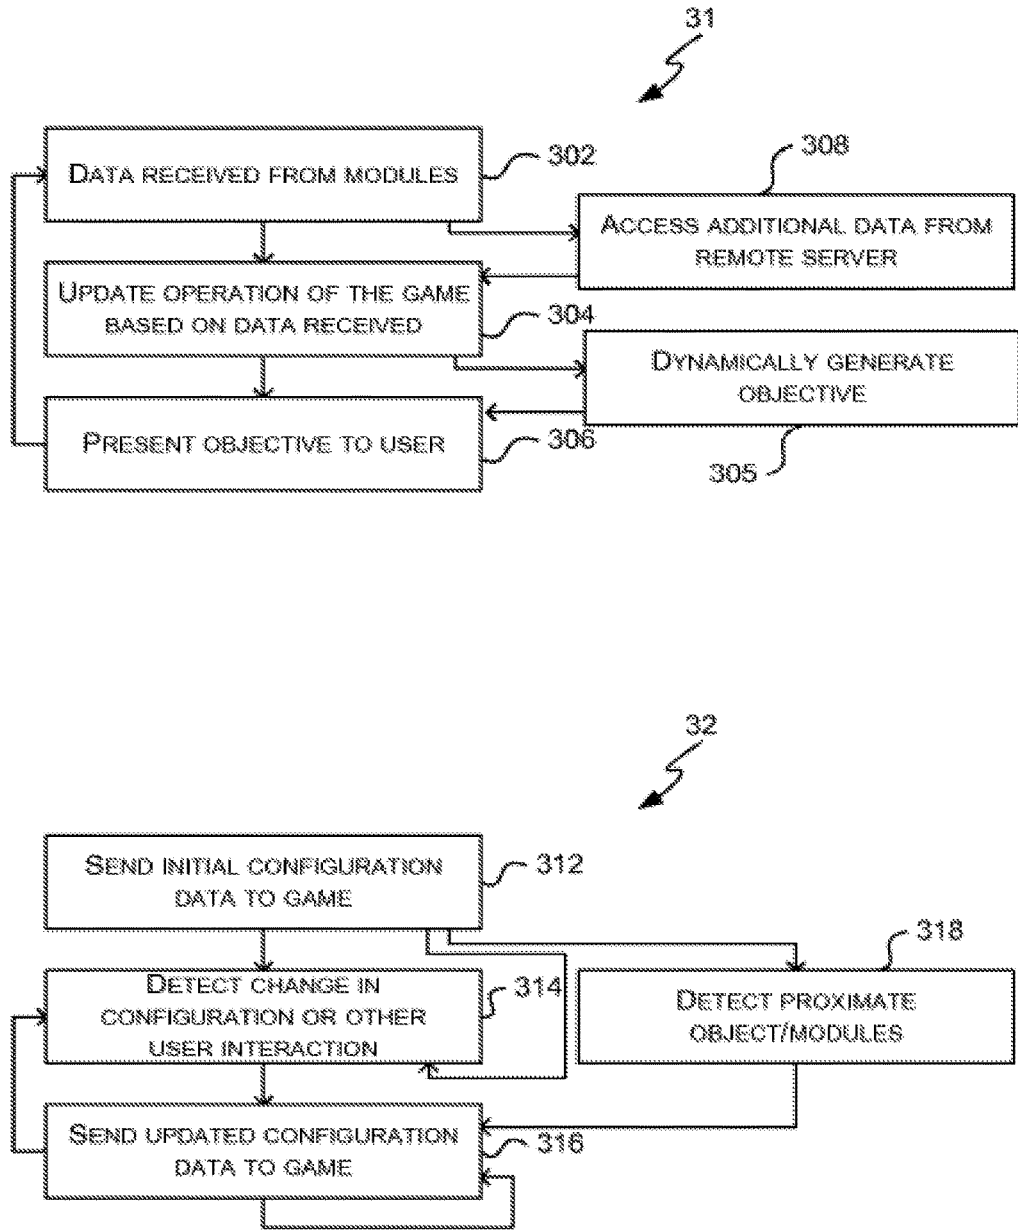 31
DATA RECEIVED FROM MODULES
302
308
ACCESS ADDITIONAL DATA FROM
REMOTE SERVER
UPDATE OPERATION OF THE GAME
BASED ON DATA RECEIVED
304
DYNAMICALLY GENERATE
OBJECTIVE
305
PRESENT OBJECTIVE TO USER
306
32
SEND INITIAL CONFIGURATION
DATA TO GAME
312
318
DETECT CHANGE IN
CONFIGURATION OR OTHER
USER INTERACTION
314
DETECT PROXIMATE
OBJECT/MODULES
SEND UPDATED CONFIGURATION
DATA TO GAME
316